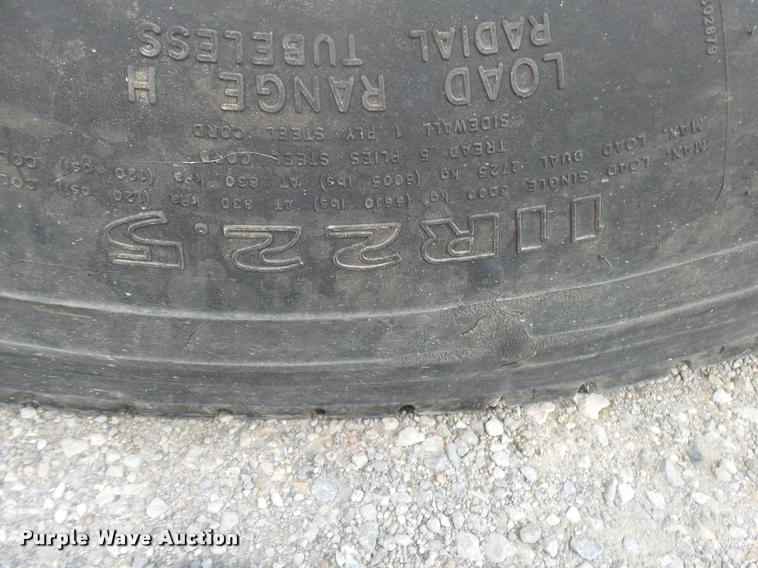 11R22.5
MAX. LOAD SINGLE 3000 kg (6610 lbs) AT 830 kPa (120 PSI) COL
MAX. LOAD DUAL 2725 kg (6005 lbs) AT 830 kPa (120 PSI) COL
TREAD 5 PLIES STEEL CORD
SIDEWALL 1 PLY STEEL CORD
LOAD RANGE H
RADIAL TUBELESS
Purple Wave Auction